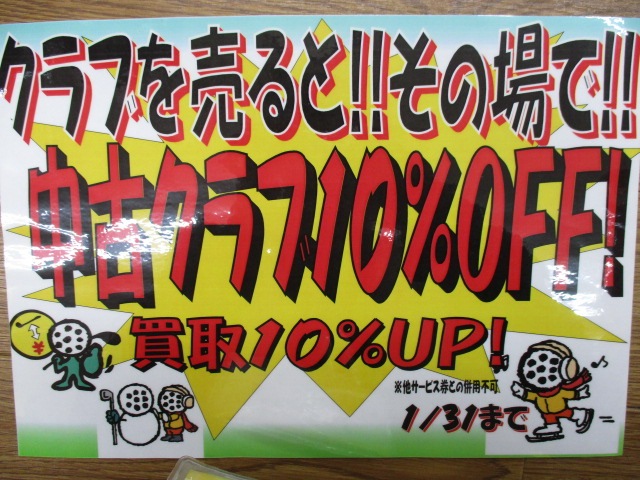 クラブを売ると!!その場で!!
中古クラブ10%OFF!
買取10%UP!
※他サービス券との併用不可
1/31まで
¥